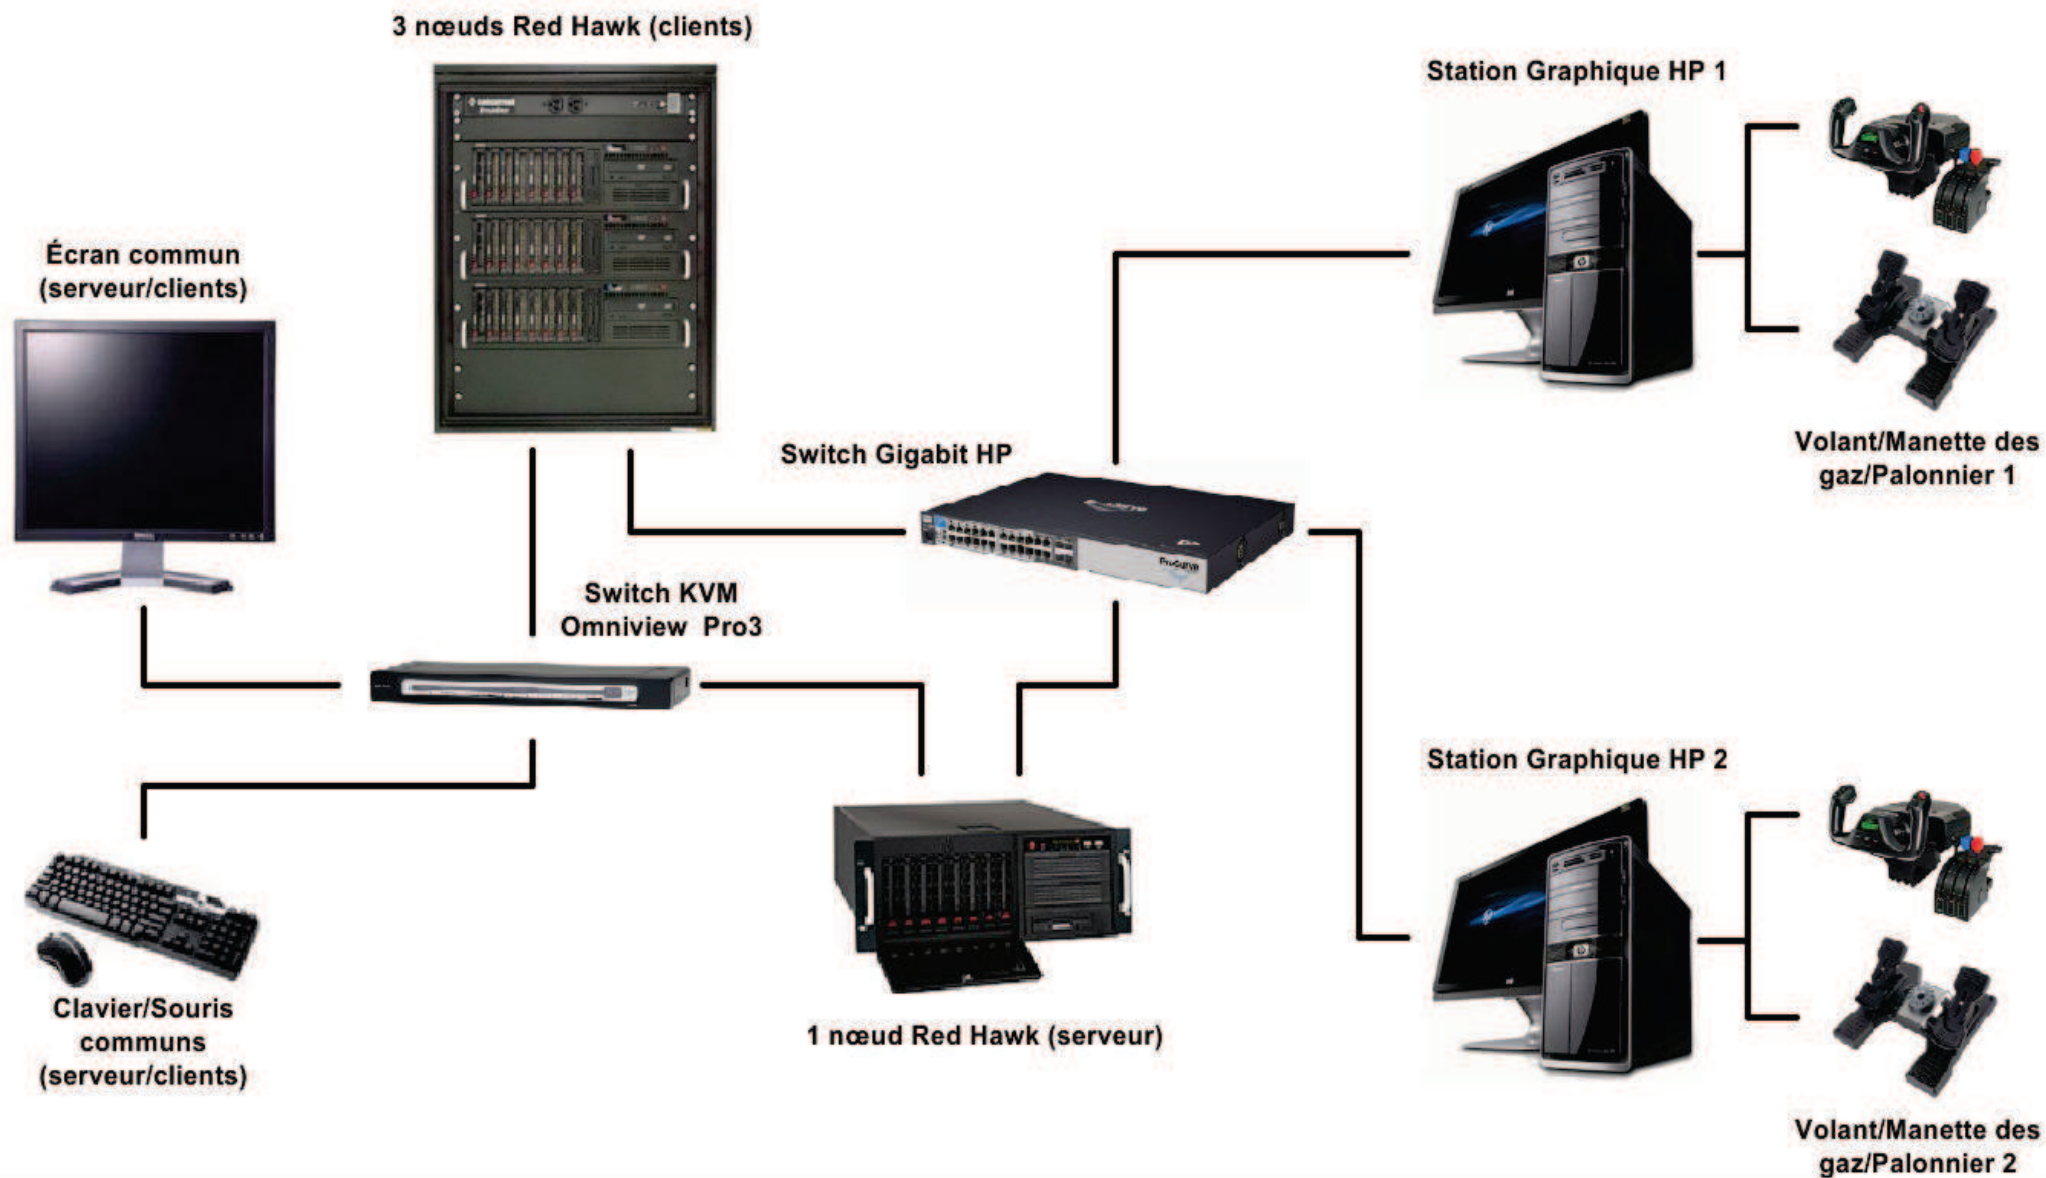 3 nœuds Red Hawk (clients)
Station Graphique HP 1
Écran commun
(serveur/clients)
Volant/Manette des
gaz/Palonnier 1
Switch Gigabit HP
ProCurve
Switch KVM
Omniview Pro3
Station Graphique HP 2
Clavier/Souris
communs
(serveur/clients)
1 nœud Red Hawk (serveur)
Volant/Manette des
gaz/Palonnier 2